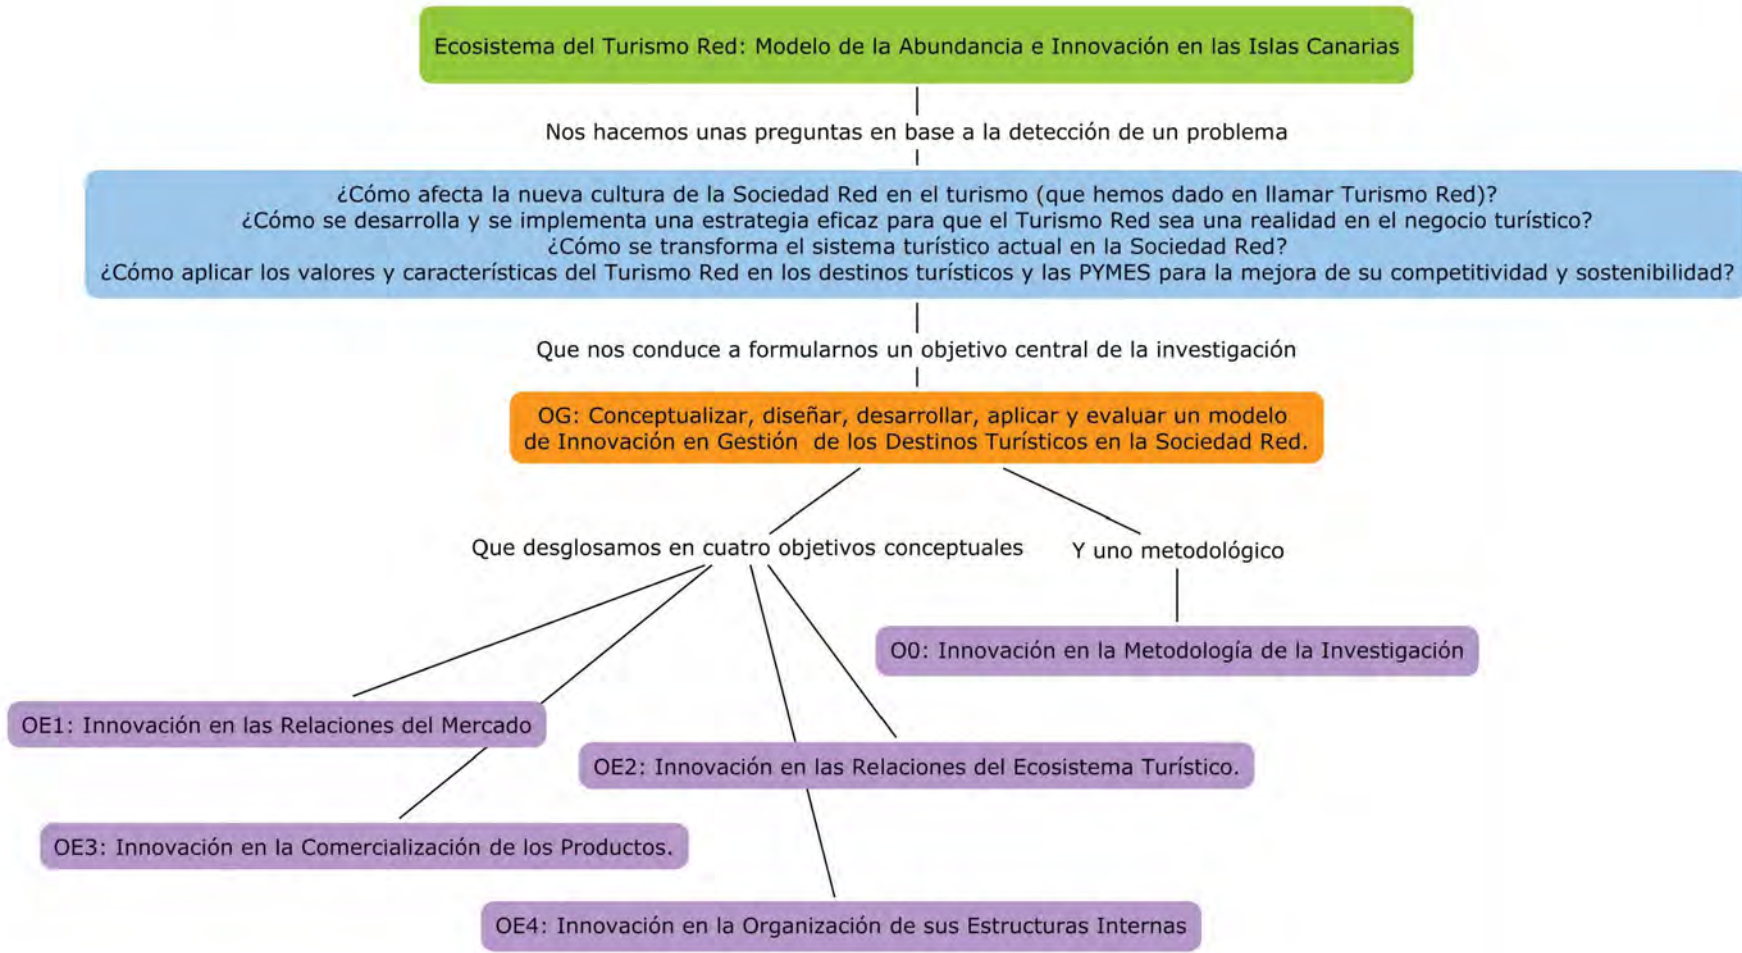 Ecosistema del Turismo Red: Modelo de la Abundancia e Innovación en las Islas Canarias
Nos hacemos unas preguntas en base a la detección de un problema
¿Cómo afecta la nueva cultura de la Sociedad Red en el turismo (que hemos dado en llamar Turismo Red)?
¿Cómo se desarrolla y se implementa una estrategia eficaz para que el Turismo Red sea una realidad en el negocio turístico?
¿Cómo se transforma el sistema turístico actual en la Sociedad Red?
¿Cómo aplicar los valores y característícas del Turismo Red en los destinos turísticos y las PYMES para la mejora de su competitividad y sostenibilidad?
Que nos conduce a formularnos un objetivo central de la investigación
OG: Conceptualizar, diseñar, desarrollar, aplicar y evaluar un modelo
de Innovación en Gestión de los Destinos Turísticos en la Sociedad Red.
Que desglosamos en cuatro objetivos conceptuales
Y uno metodológico
O0: Innovación en la Metodología de la Investigación
OE1: Innovación en las Relaciones del Mercado
OE2: Innovación en las Relaciones del Ecosistema Turístico.
OE3: Innovación en la Comercialización de los Productos.
OE4: Innovación en la Organización de sus Estructuras Internas